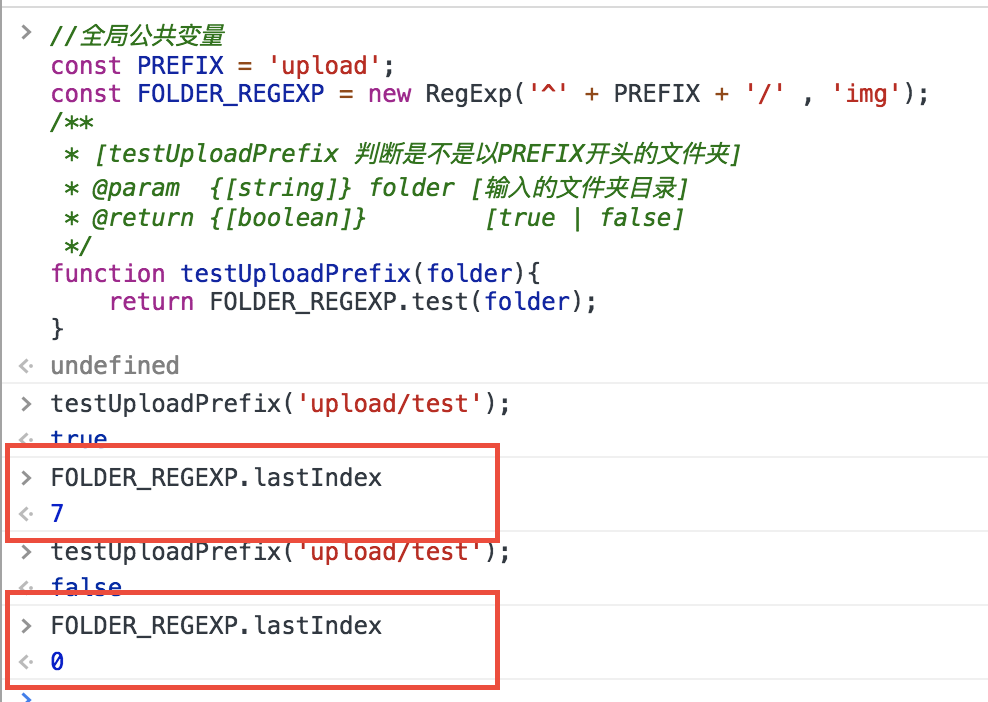 > //全局公共变量
const PREFIX = 'upload';
const FOLDER_REGEXP = new RegExp('^' + PREFIX + '/' , 'img');
/**
 * [testUploadPrefix 判断是不是以PREFIX开头的文件夹]
 * @param  {[string]} folder [输入的文件夹目录]
 * @return {[boolean]}        [true | false]
 */
function testUploadPrefix(folder){
    return FOLDER_REGEXP.test(folder);
}
undefined
> testUploadPrefix('upload/test');
true
> FOLDER_REGEXP.lastIndex
7
> testUploadPrefix('upload/test');
false
> FOLDER_REGEXP.lastIndex
0
>